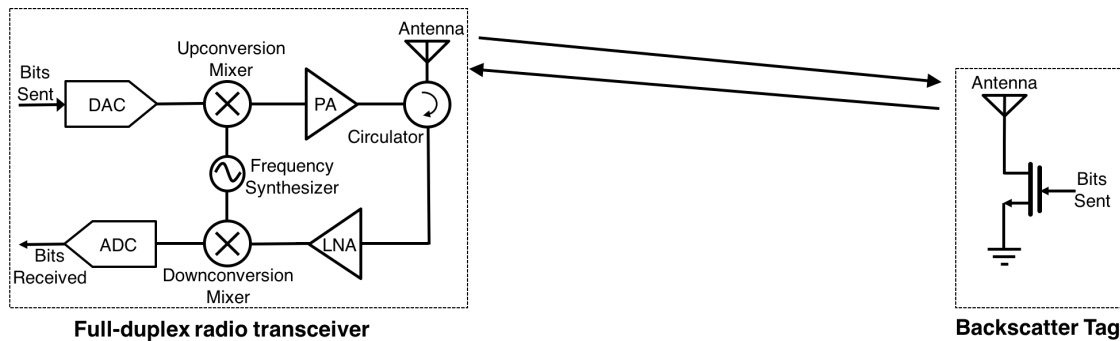 Antenna
Upconversion
Mixer
Bits
Sent
DAC
PA
Circulator
Frequency
Synthesizer
ADC
LNA
Bits
Received
Downconversion
Mixer
Full-duplex radio transceiver
Antenna
Bits
Sent
Backscatter Tag